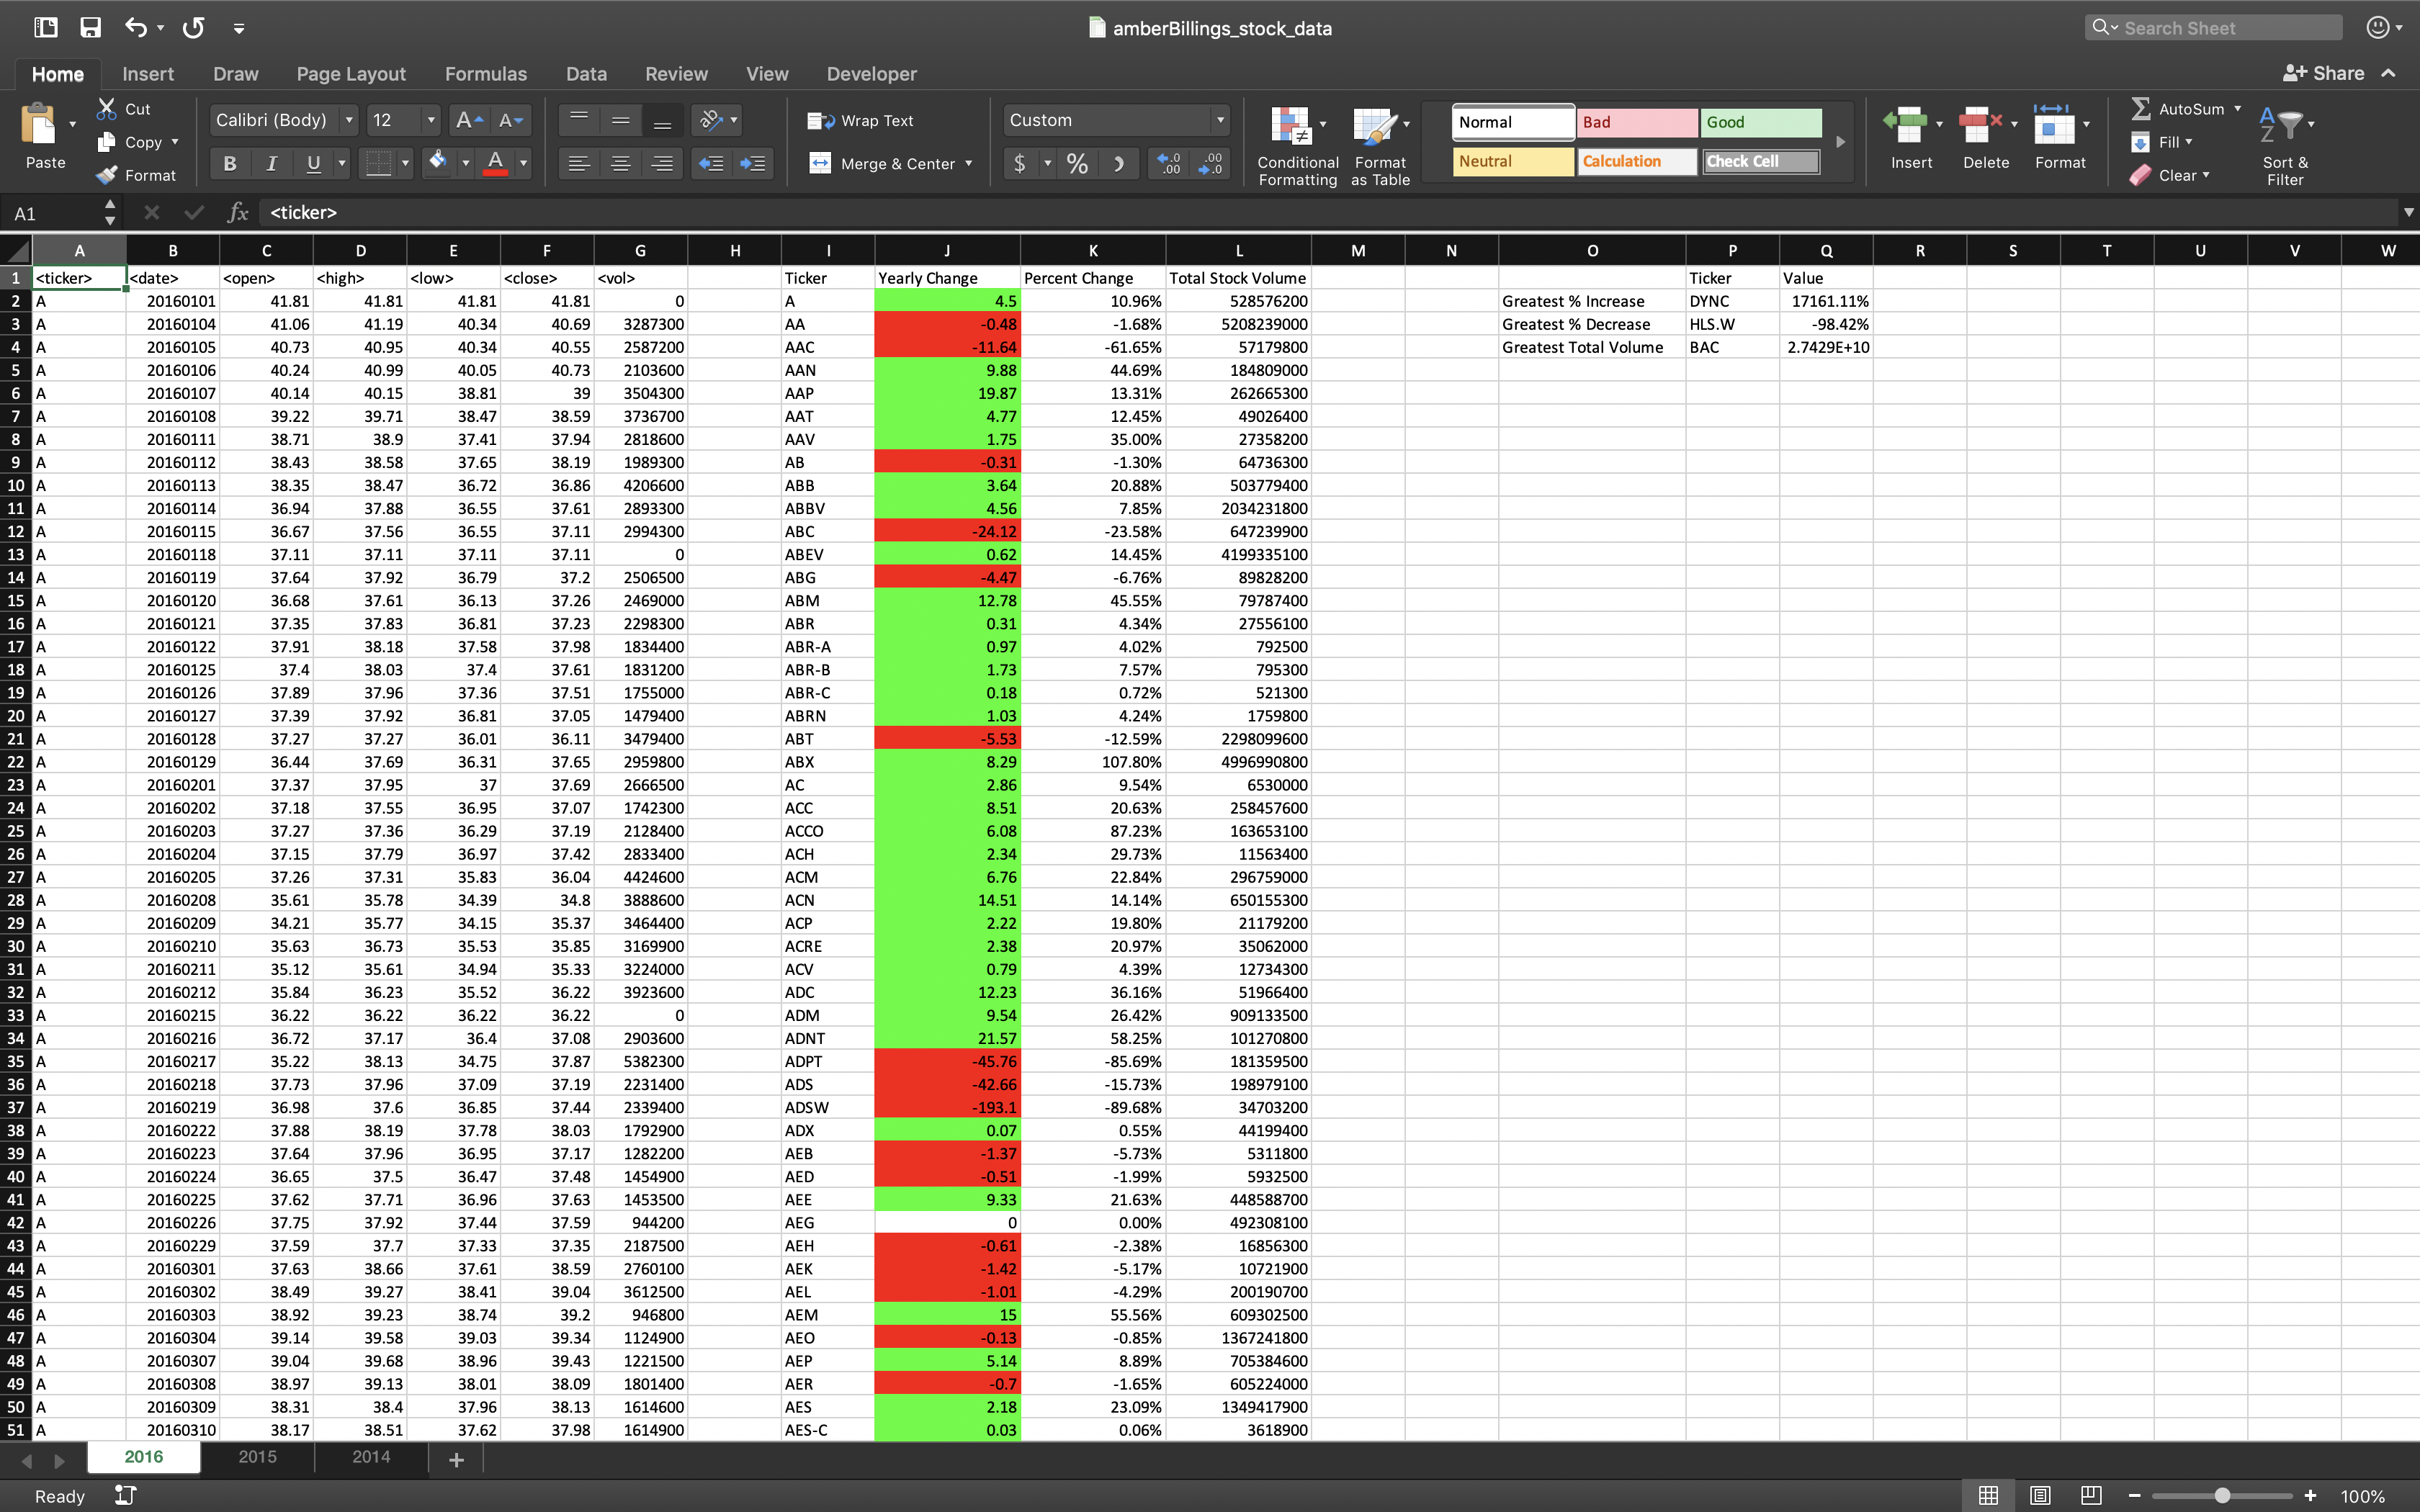 amberBillings_stock_data
Search Sheet
Home Insert Draw Page Layout Formulas Data Review View Developer Share
Paste Cut Copy Format
Calibri (Body) 12 A A
B I U A
ab
Wrap Text
Merge & Center
Custom
$ % .0 .00 .00 .0
Conditional Formatting
Format as Table
Normal Bad Good
Neutral Calculation Check Cell
Insert Delete Format
AutoSum
Fill
Clear
A Z
Sort & Filter
A1 fx <ticker>
A B C D E F G H I J K L M N O P Q R S T U V W
1 <ticker> <date> <open> <high> <low> <close> <vol> Ticker Yearly Change Percent Change Total Stock Volume Ticker Value
2 A 20160101 41.81 41.81 41.81 41.81 0 A 4.5 10.96% 528576200 Greatest % Increase DYNC 17161.11%
3 A 20160104 41.06 41.19 40.34 40.69 3287300 AA -0.48 -1.68% 5208239000 Greatest % Decrease HLS.W -98.42%
4 A 20160105 40.73 40.95 40.34 40.55 2587200 AAC -11.64 -61.65% 57179800 Greatest Total Volume BAC 2.7429E+10
5 A 20160106 40.24 40.99 40.05 40.73 2103600 AAN 9.88 44.69% 184809000
6 A 20160107 40.14 40.15 38.81 39 3504300 AAP 19.87 13.31% 262665300
7 A 20160108 39.22 39.71 38.47 38.59 3736700 AAT 4.77 12.45% 49026400
8 A 20160111 38.71 38.9 37.41 37.94 2818600 AAV 1.75 35.00% 27358200
9 A 20160112 38.43 38.58 37.65 38.19 1989300 AB -0.31 -1.30% 64736300
10 A 20160113 38.35 38.47 36.72 36.86 4206600 ABB 3.64 20.88% 503779400
11 A 20160114 36.94 37.88 36.55 37.61 2893300 ABBV 4.56 7.85% 2034231800
12 A 20160115 36.67 37.56 36.55 37.11 2994300 ABC -24.12 -23.58% 647239900
13 A 20160118 37.11 37.11 37.11 37.11 0 ABEV 0.62 14.45% 4199335100
14 A 20160119 37.64 37.92 36.79 37.2 2506500 ABG -4.47 -6.76% 89828200
15 A 20160120 36.68 37.61 36.13 37.26 2469000 ABM 12.78 45.55% 79787400
16 A 20160121 37.35 37.83 36.81 37.23 2298300 ABR 0.31 4.34% 27556100
17 A 20160122 37.91 38.18 37.58 37.98 1834400 ABR-A 0.97 4.02% 792500
18 A 20160125 37.4 38.03 37.4 37.61 1831200 ABR-B 1.73 7.57% 795300
19 A 20160126 37.89 37.96 37.36 37.51 1755000 ABR-C 0.18 0.72% 521300
20 A 20160127 37.39 37.92 36.81 37.05 1479400 ABRN 1.03 4.24% 1759800
21 A 20160128 37.27 37.27 36.01 36.11 3479400 ABT -5.53 -12.59% 2298099600
22 A 20160129 36.44 37.69 36.31 37.65 2959800 ABX 8.29 107.80% 4996990800
23 A 20160201 37.37 37.95 37 37.69 2666500 AC 2.86 9.54% 6530000
24 A 20160202 37.18 37.55 36.95 37.07 1742300 ACC 8.51 20.63% 258457600
25 A 20160203 37.27 37.36 36.29 37.19 2128400 ACCO 6.08 87.23% 163653100
26 A 20160204 37.15 37.79 36.97 37.42 2833400 ACH 2.34 29.73% 11563400
27 A 20160205 37.26 37.31 35.83 36.04 4424600 ACM 6.76 22.84% 296759000
28 A 20160208 35.61 35.78 34.39 34.8 3888600 ACN 14.51 14.14% 650155300
29 A 20160209 34.21 35.77 34.15 35.37 3464400 ACP 2.22 19.80% 21179200
30 A 20160210 35.63 36.73 35.53 35.85 3169900 ACRE 2.38 20.97% 35062000
31 A 20160211 35.12 35.61 34.94 35.33 3224000 ACV 0.79 4.39% 12734300
32 A 20160212 35.84 36.23 35.52 36.22 3923600 ADC 12.23 36.16% 51966400
33 A 20160215 36.22 36.22 36.22 36.22 0 ADM 9.54 26.42% 909133500
34 A 20160216 36.72 37.17 36.4 37.08 2903600 ADNT 21.57 58.25% 101270800
35 A 20160217 35.22 38.13 34.75 37.87 5382300 ADPT -45.76 -85.69% 181359500
36 A 20160218 37.73 37.96 37.09 37.19 2231400 ADS -42.66 -15.73% 198979100
37 A 20160219 36.98 37.6 36.85 37.44 2339400 ADSW -193.1 -89.68% 34703200
38 A 20160222 37.88 38.19 37.78 38.03 1792900 ADX 0.07 0.55% 44199400
39 A 20160223 37.64 37.96 36.95 37.17 1282200 AEB -1.37 -5.73% 5311800
40 A 20160224 36.65 37.5 36.47 37.48 1454900 AED -0.51 -1.99% 5932500
41 A 20160225 37.62 37.71 36.96 37.63 1453500 AEE 9.33 21.63% 448588700
42 A 20160226 37.75 37.92 37.44 37.59 944200 AEG 0 0.00% 492308100
43 A 20160229 37.59 37.7 37.33 37.35 2187500 AEH -0.61 -2.38% 16856300
44 A 20160301 37.63 38.66 37.61 38.59 2760100 AEK -1.42 -5.17% 10721900
45 A 20160302 38.49 39.27 38.41 39.04 3612500 AEL -1.01 -4.29% 200190700
46 A 20160303 38.92 39.23 38.74 39.2 946800 AEM 15 55.56% 609302500
47 A 20160304 39.14 39.58 39.03 39.34 1124900 AEO -0.13 -0.85% 1367241800
48 A 20160307 39.04 39.68 38.96 39.43 1221500 AEP 5.14 8.89% 705384600
49 A 20160308 38.97 39.13 38.01 38.09 1801400 AER -0.7 -1.65% 605224000
50 A 20160309 38.31 38.4 37.96 38.13 1614600 AES 2.18 23.09% 1349417900
51 A 20160310 38.17 38.51 37.62 37.98 1614900 AES-C 0.03 0.06% 3618900
2016 2015 2014 +
Ready 100%